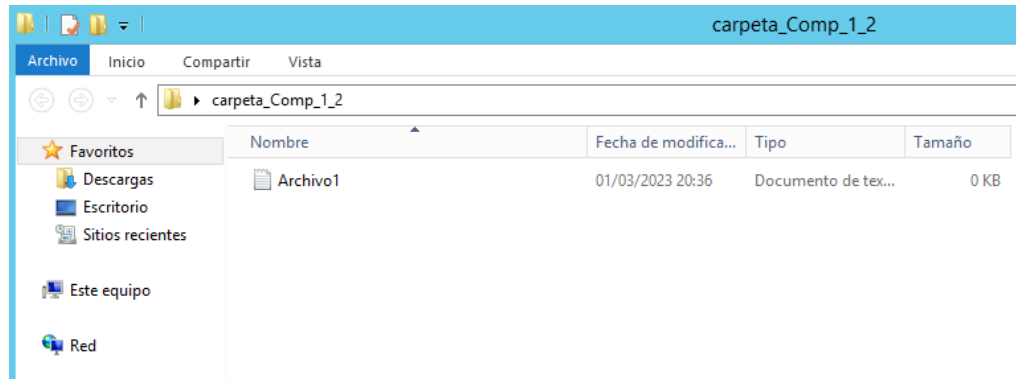 carpeta_Comp_1_2
Archivo Inicio Compartir Vista
carpeta_Comp_1_2
Favoritos
Descargas
Escritorio
Sitios recientes
Este equipo
Red
Nombre Fecha de modifica... Tipo Tamaño
Archivo1 01/03/2023 20:36 Documento de tex... 0 KB